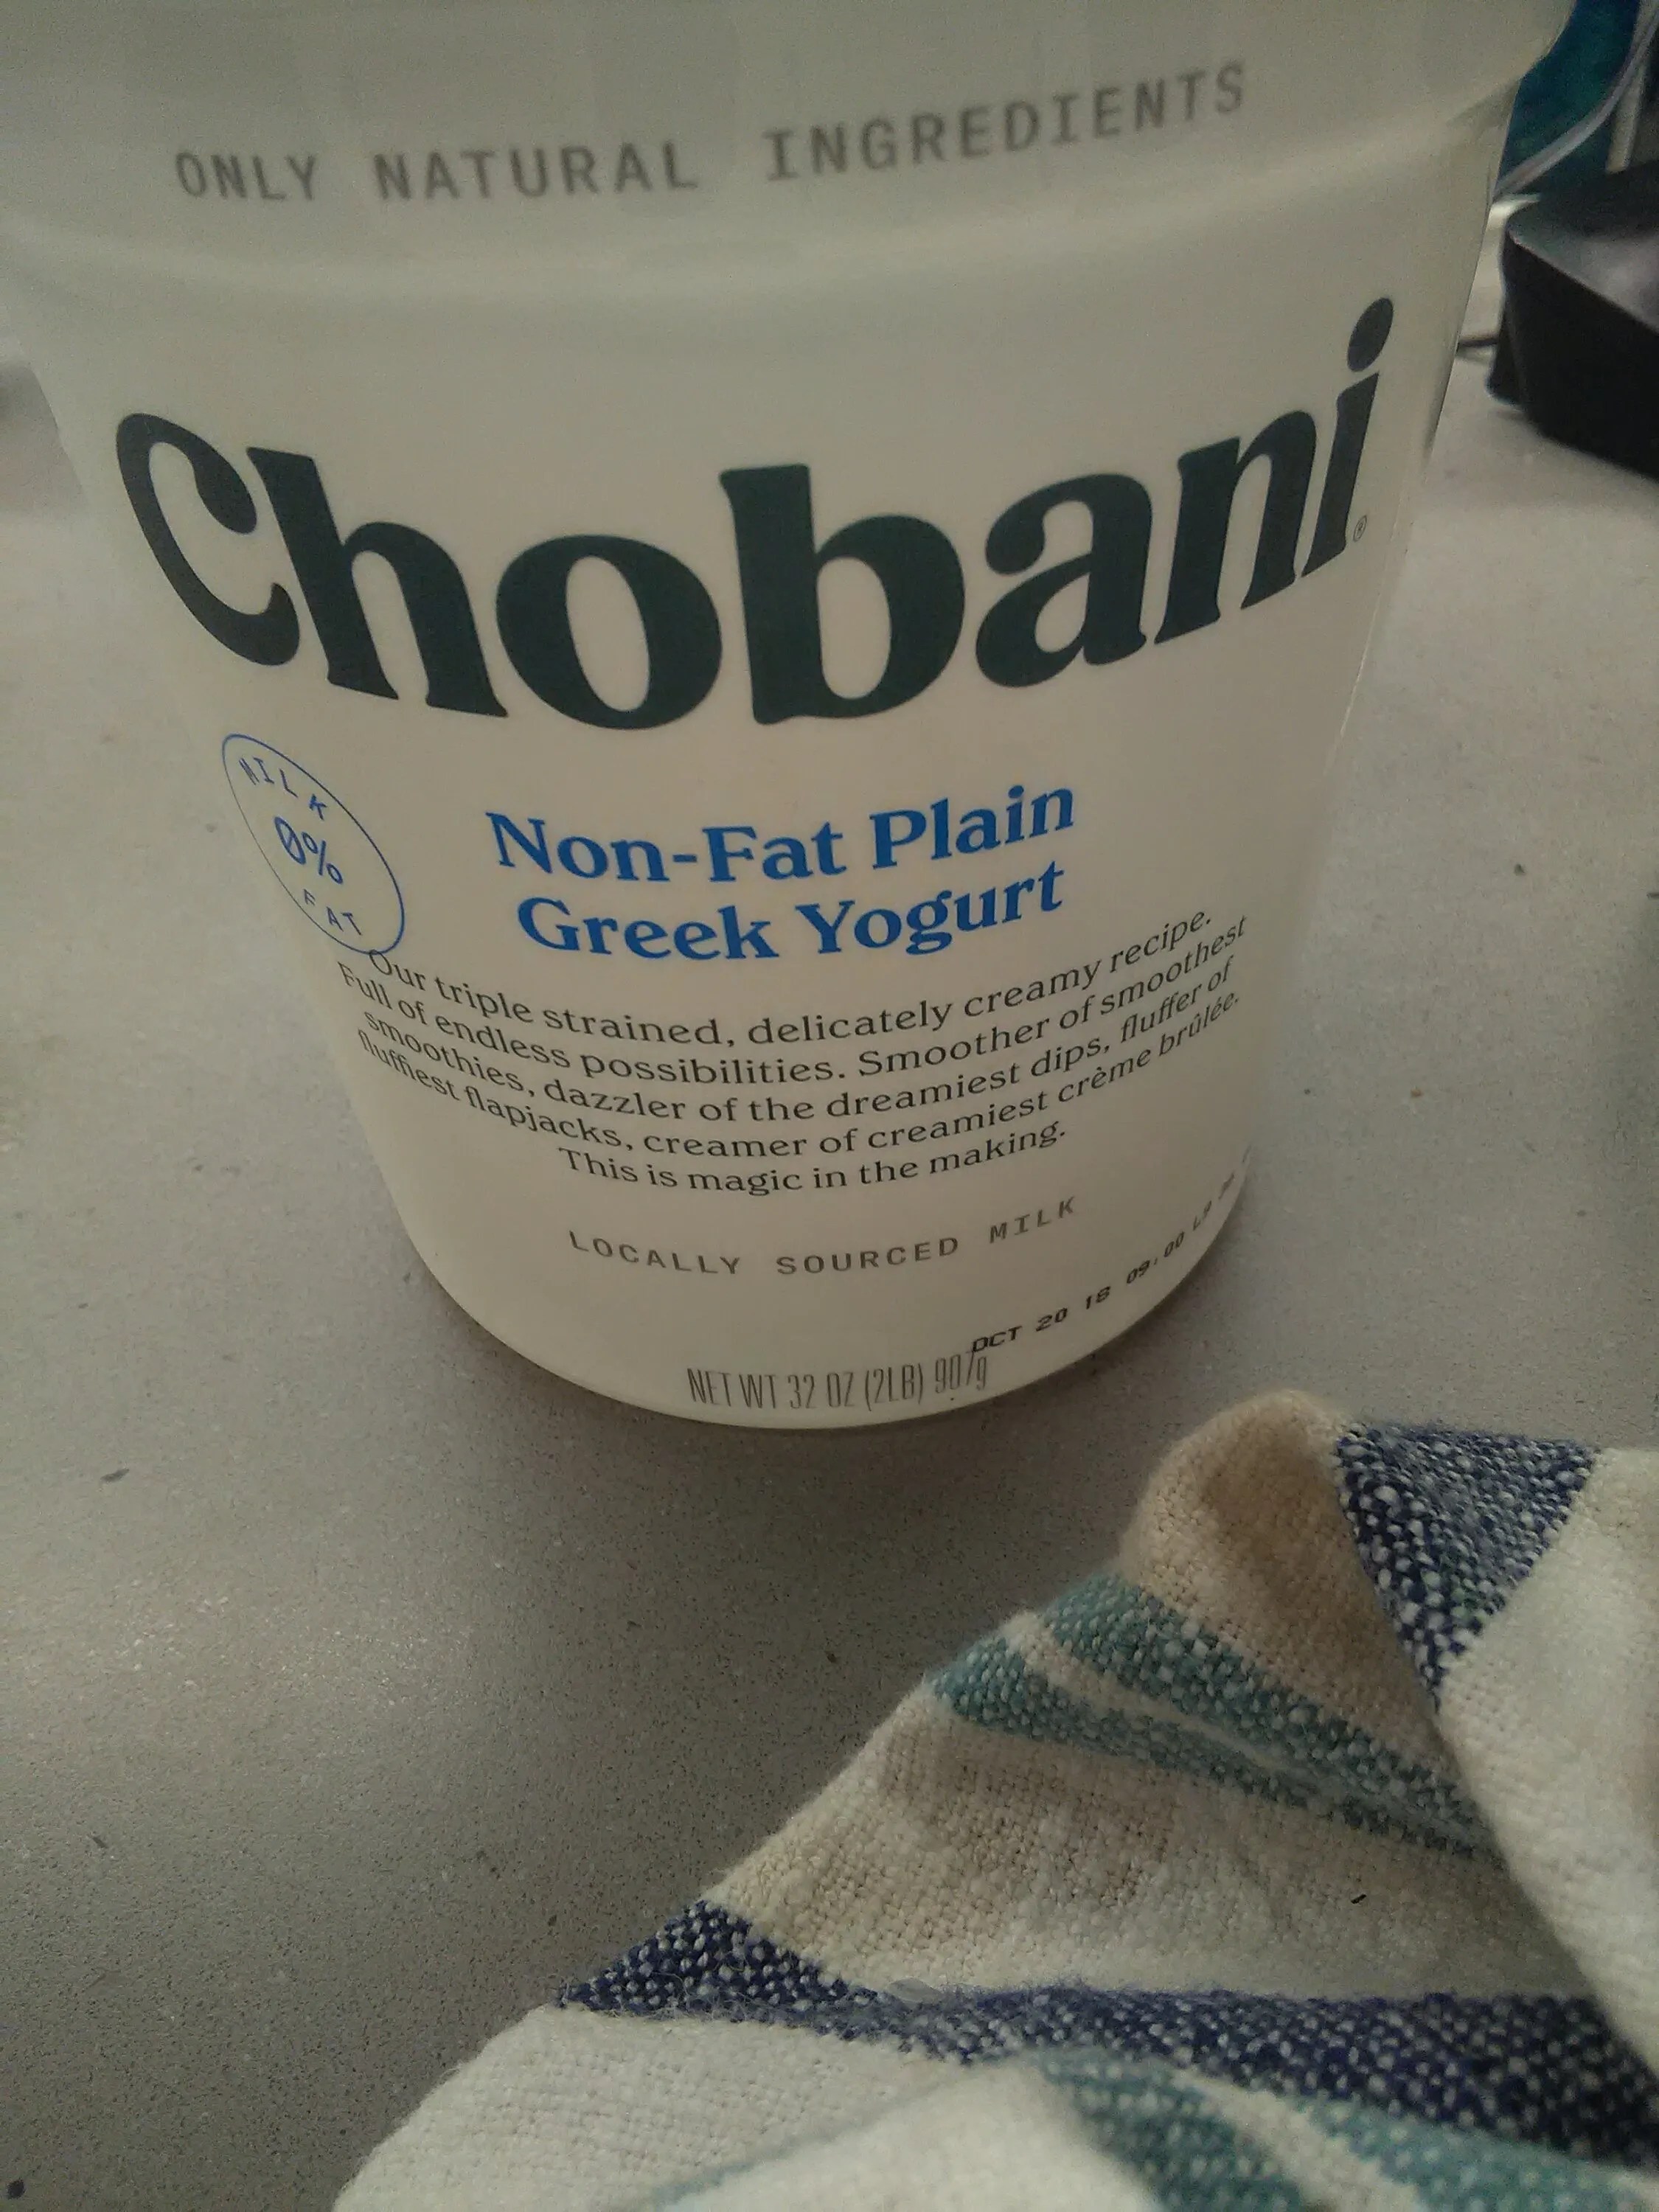 ONLY NATURAL INGREDIENTS
Chobani®
MILK
0%
FAT
Non-Fat Plain
Greek Yogurt
Our triple strained, delicately creamy recipe.
Full of endless possibilities. Smoother of smoothest
smoothies, dazzler of the dreamiest dips, fluffer of
fluffiest flapjacks, creamer of creamiest crème brûlée.
This is magic in the making.
LOCALLY SOURCED MILK
OCT 20 18 09:00
NET WT 32 OZ (2LB) 907g